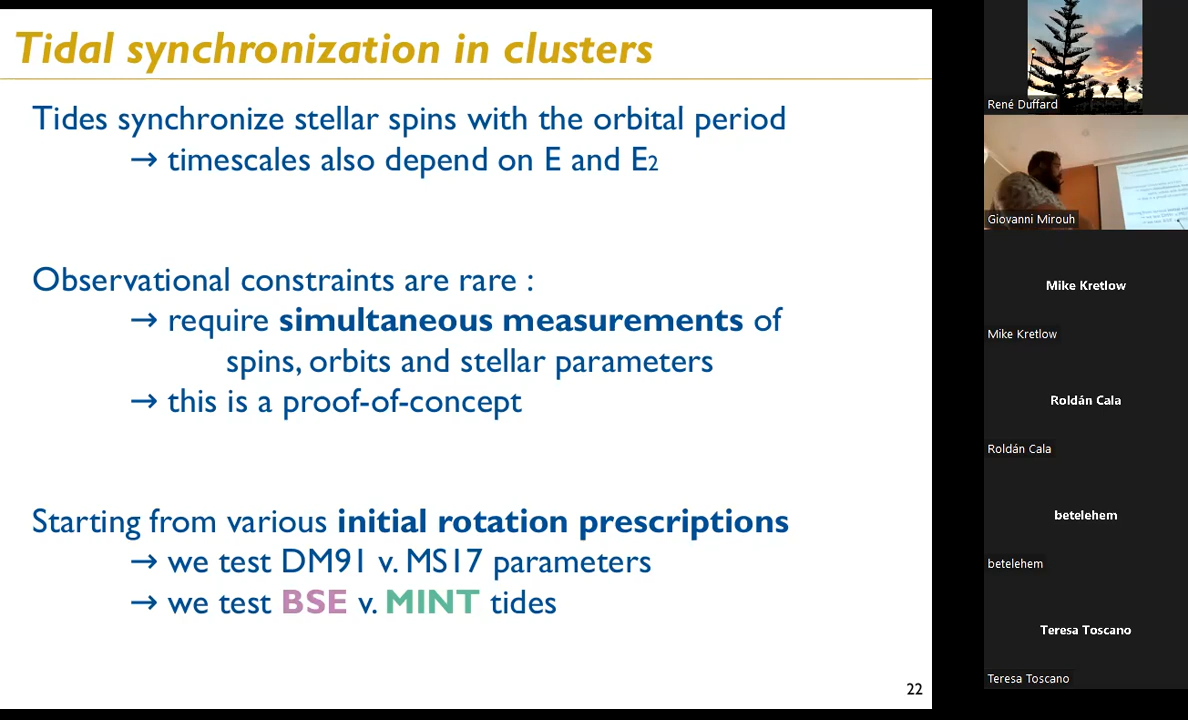 Tidal synchronization in clusters
Tides synchronize stellar spins with the orbital period
→ timescales also depend on E and E2
Observational constraints are rare :
→ require simultaneous measurements of
spins, orbits and stellar parameters
→ this is a proof-of-concept
Starting from various initial rotation prescriptions
→ we test DM91 v. MS17 parameters
→ we test BSE v. MINT tides
22
René Duffard
Giovanni Mirouh
Mike Kretlow
Mike Kretlow
Roldán Cala
Roldán Cala
betelehem
betelehem
Teresa Toscano
Teresa Toscano